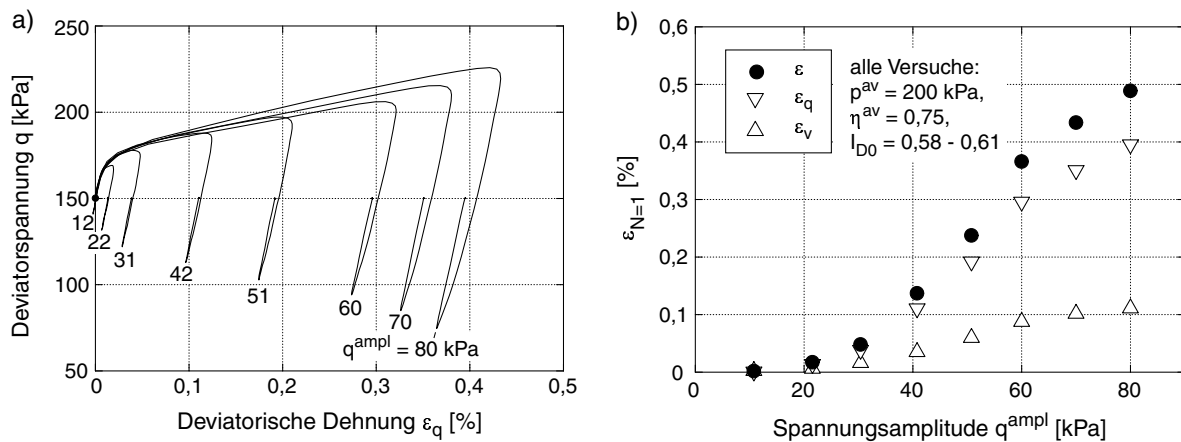 a)
250
200
150
100
50
Deviatorspannung q [kPa]
12
22
31
42
51
60
70
q^ampl = 80 kPa
0
0,1
0,2
0,3
0,4
0,5
Deviatorische Dehnung ε_q [%]
b)
0,6
0,5
0,4
0,3
0,2
0,1
0
ε_N=1 [%]
ε
ε_q
ε_v
alle Versuche:
p^av = 200 kPa,
η^av = 0,75,
I_D0 = 0,58 - 0,61
0
20
40
60
80
Spannungsamplitude q^ampl [kPa]